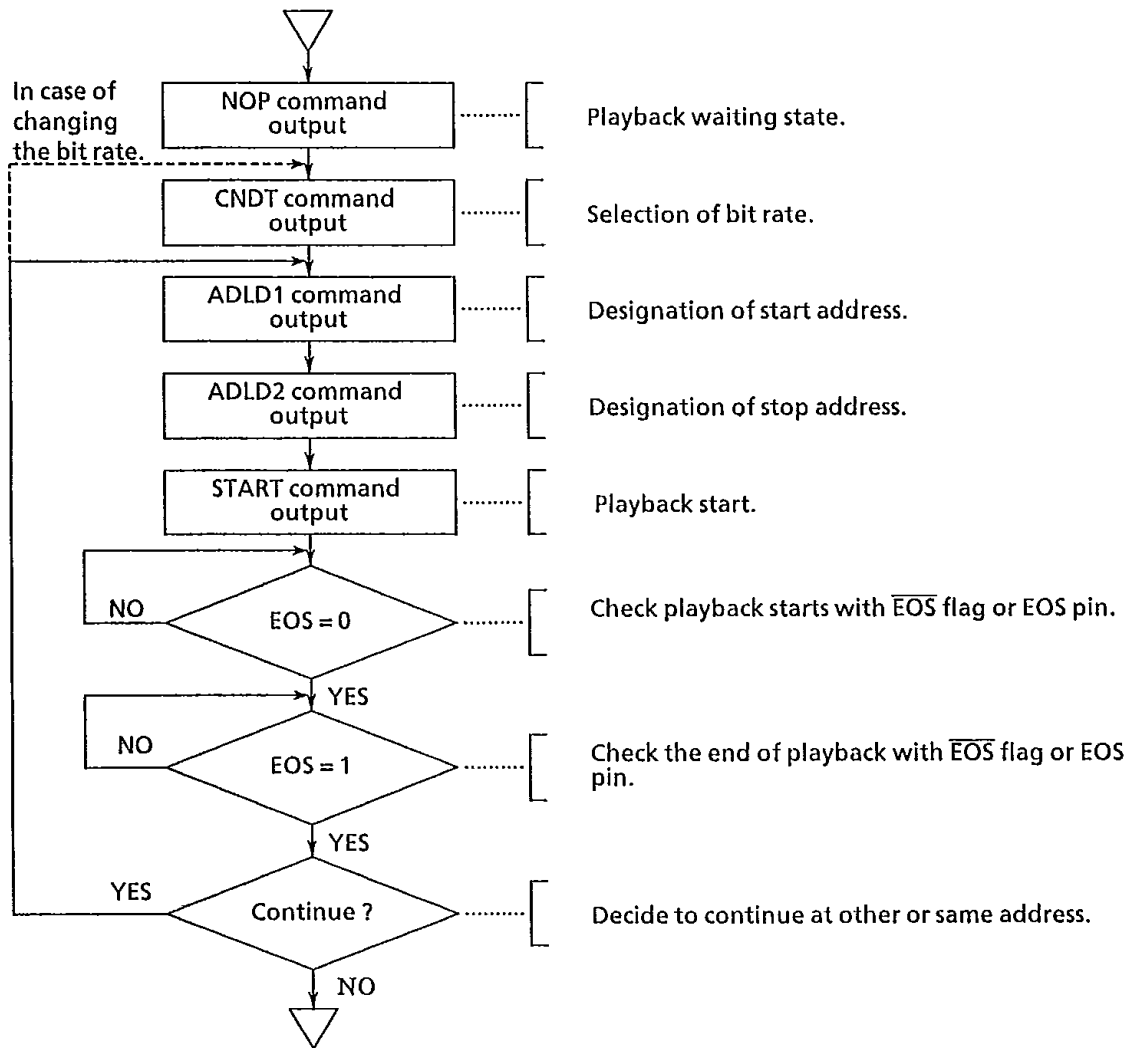 In case of
changing
the bit rate.
NOP command
output
Playback waiting state.
CNDT command
output
Selection of bit rate.
ADLD1 command
output
Designation of start address.
ADLD2 command
output
Designation of stop address.
START command
output
Playback start.
NO
EOS = 0
Check playback starts with E̅O̅S̅ flag or EOS pin.
YES
NO
EOS = 1
Check the end of playback with E̅O̅S̅ flag or EOS
pin.
YES
YES
Continue ?
Decide to continue at other or same address.
NO